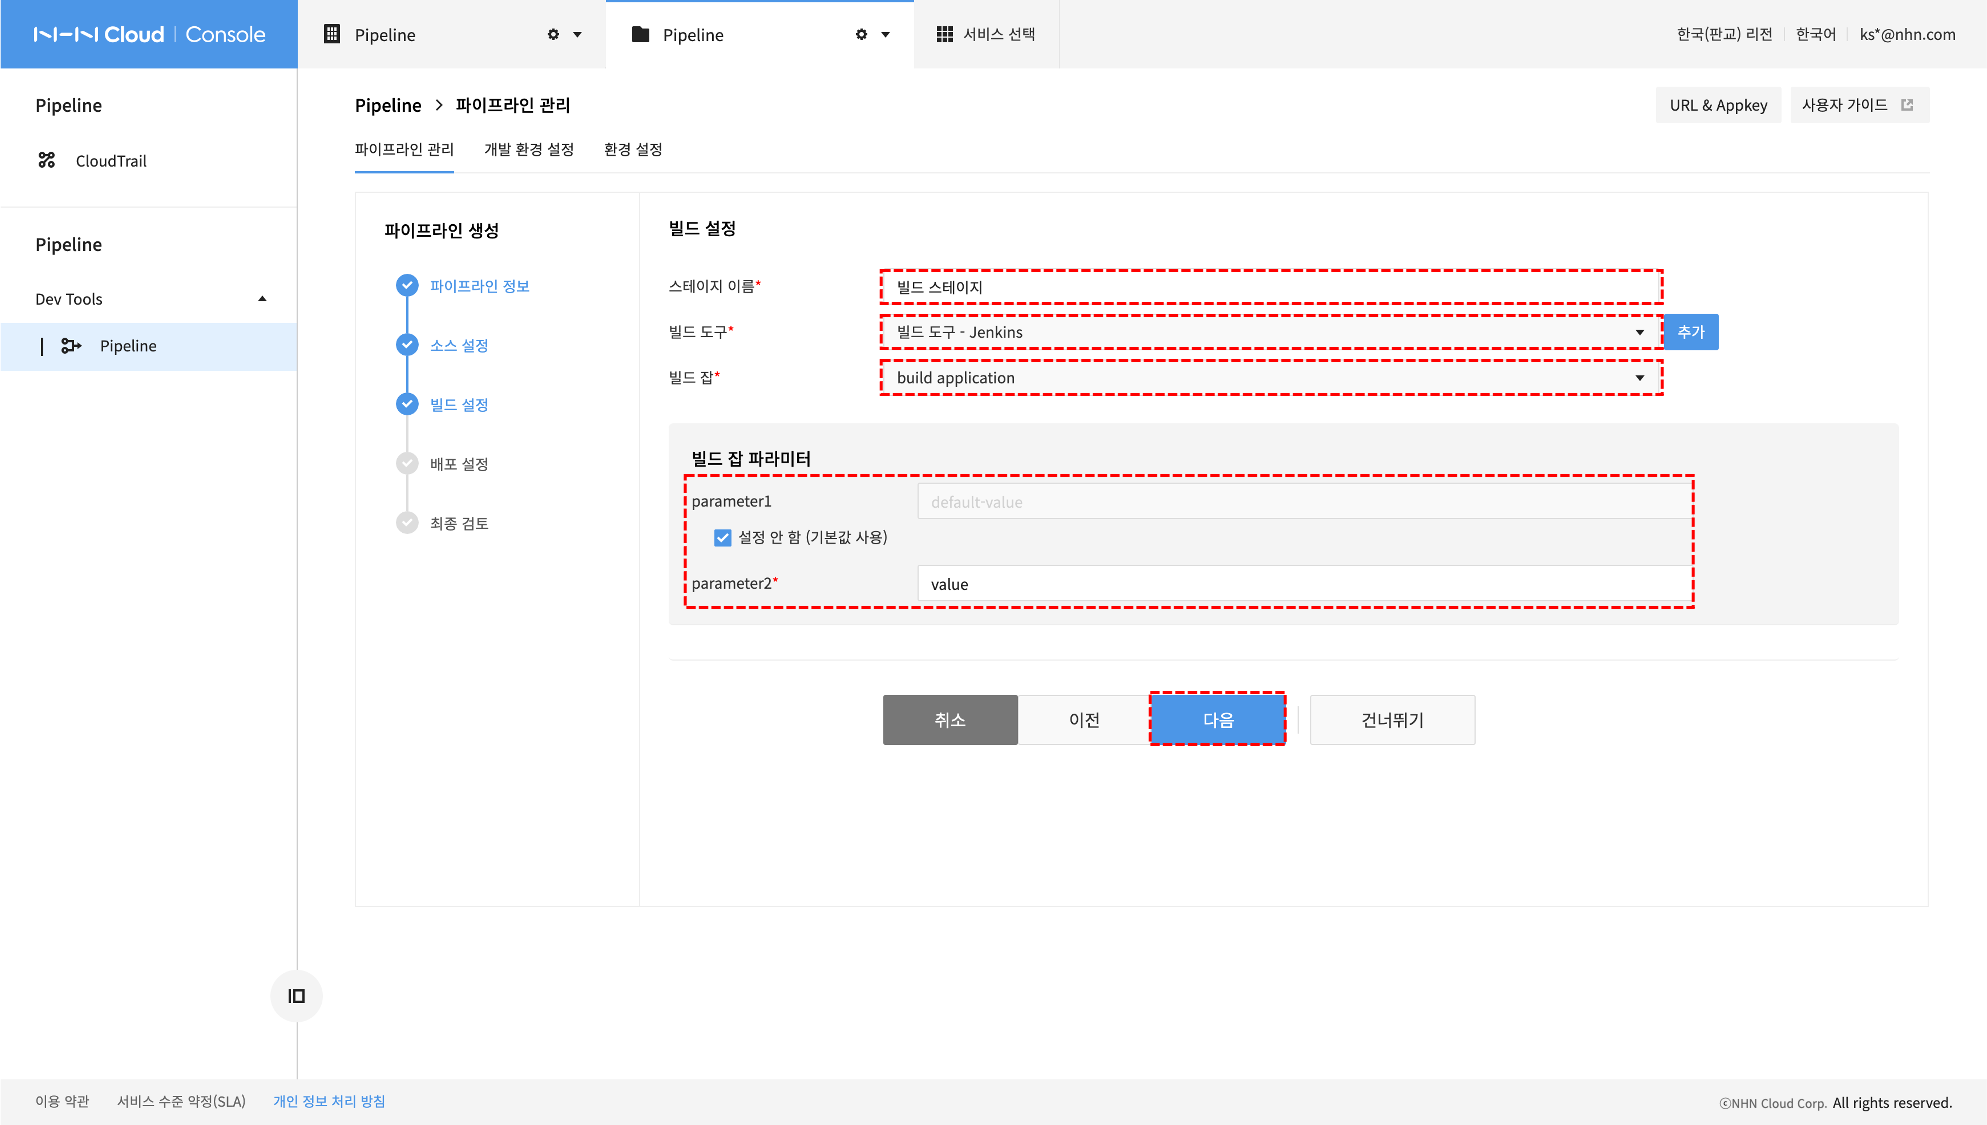 NHN Cloud | Console
Pipeline
Pipeline
서비스 선택
한국(판교) 리전
한국어
ks*@nhn.com
Pipeline
CloudTrail
Pipeline
Dev Tools
Pipeline
Pipeline > 파이프라인 관리
URL & Appkey
사용자 가이드
파이프라인 관리
개발 환경 설정
환경 설정
파이프라인 생성
파이프라인 정보
소스 설정
빌드 설정
배포 설정
최종 검토
빌드 설정
스테이지 이름*
빌드 스테이지
빌드 도구*
빌드 도구 - Jenkins
추가
빌드 잡*
build application
빌드 잡 파라미터
parameter1
default-value
설정 안 함 (기본값 사용)
parameter2*
value
취소
이전
다음
건너뛰기
이용 약관
서비스 수준 약정(SLA)
개인 정보 처리 방침
ⓒNHN Cloud Corp. All rights reserved.